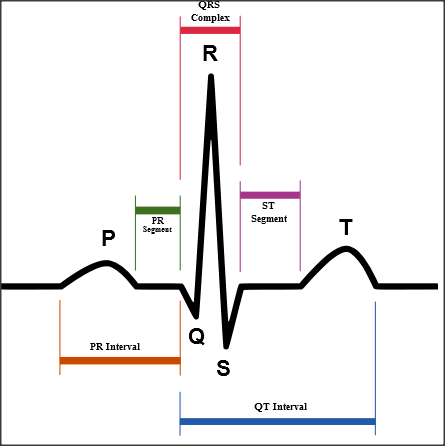 QRS
Complex
R
PR
Segment
ST
Segment
P
T
Q
S
PR Interval
QT Interval